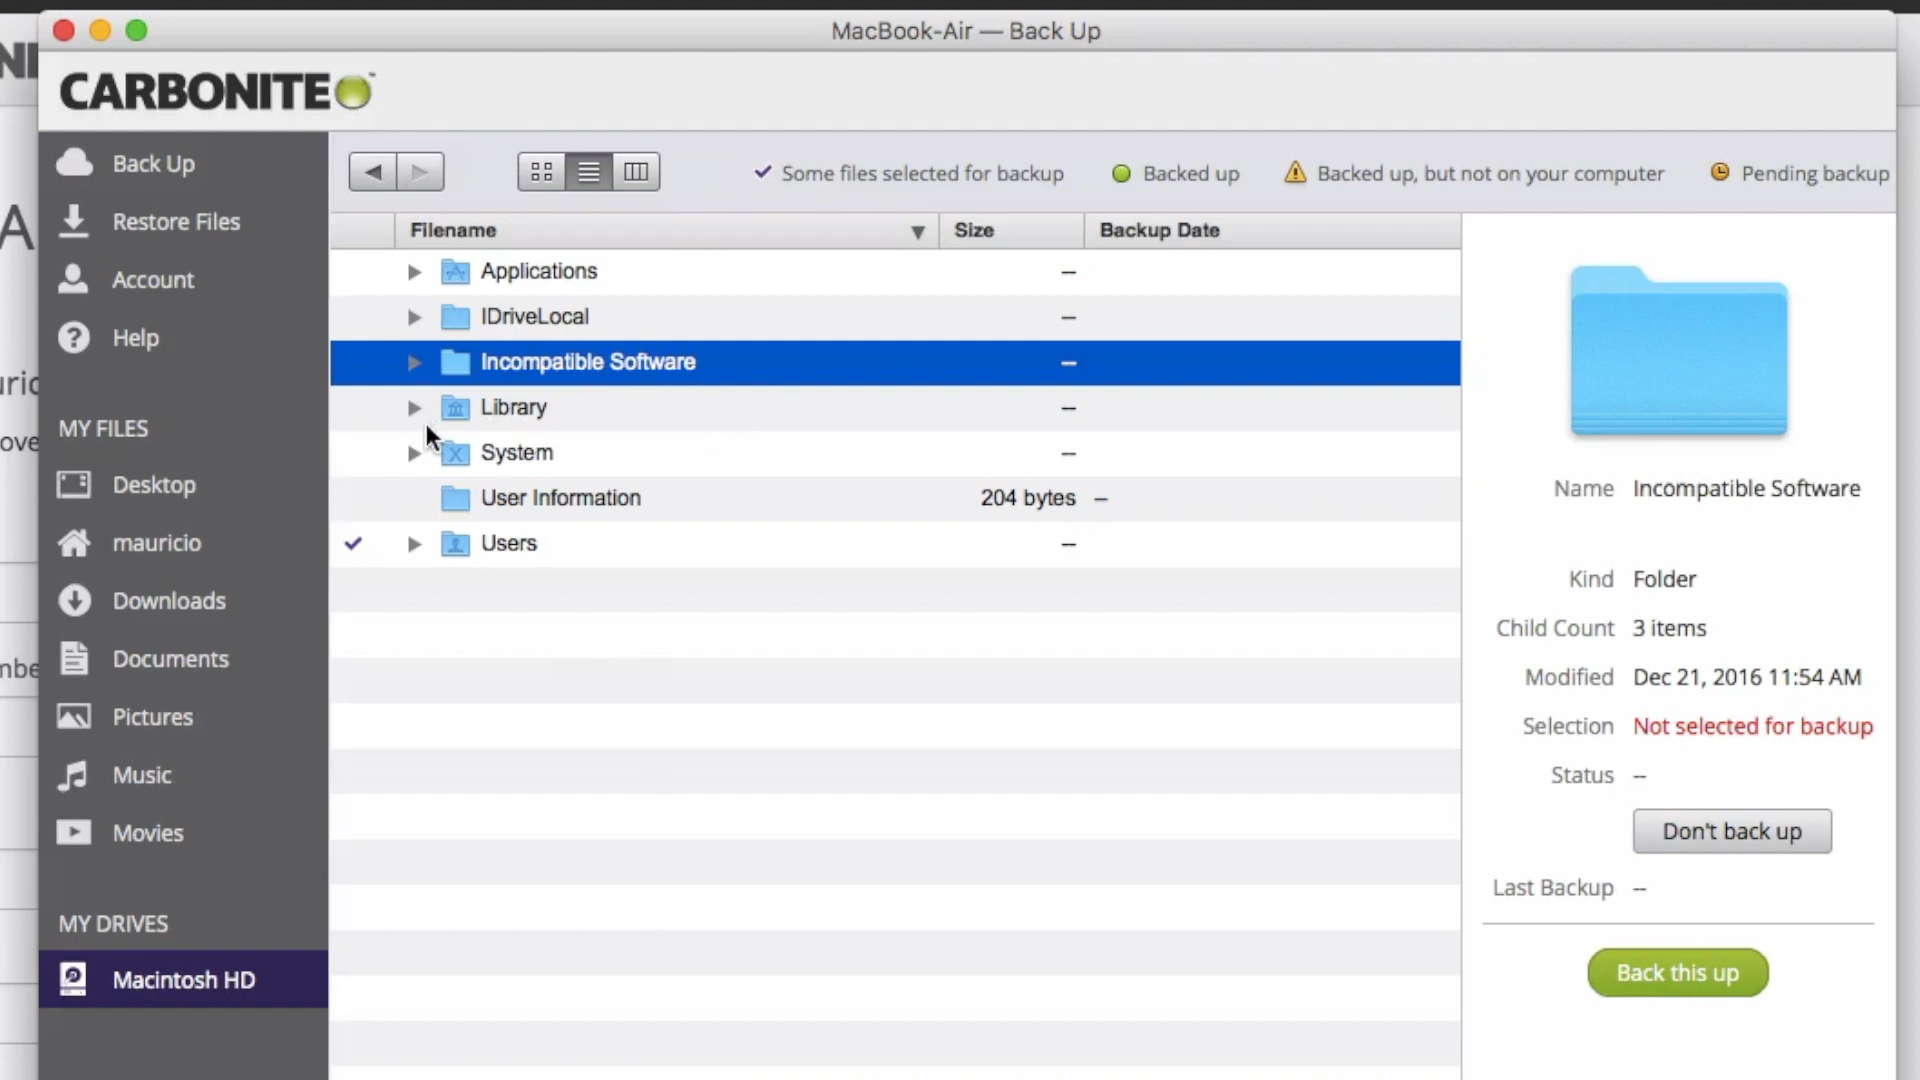 MacBook-Air — Back Up
CARBONITE
Back Up
Restore Files
Account
Help
MY FILES
Desktop
mauricio
Downloads
Documents
Pictures
Music
Movies
MY DRIVES
Macintosh HD
Some files selected for backup
Backed up
Backed up, but not on your computer
Pending backup
Filename Size Backup Date
Applications --
IDriveLocal --
Incompatible Software --
Library --
System --
User Information 204 bytes --
Users --
Name Incompatible Software
Kind Folder
Child Count 3 items
Modified Dec 21, 2016 11:54 AM
Selection Not selected for backup
Status --
Don't back up
Last Backup --
Back this up